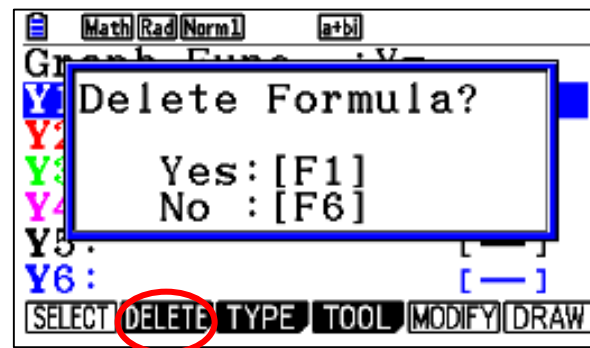 Math Rad Norm1 a+bi
Graph Func :Y=
Y1
Delete Formula?
Y2
Y3 Yes:[F1]
Y4 No :[F6]
Y5: [—]
Y6: [—]
SELECT DELETE TYPE TOOL MODIFY DRAW